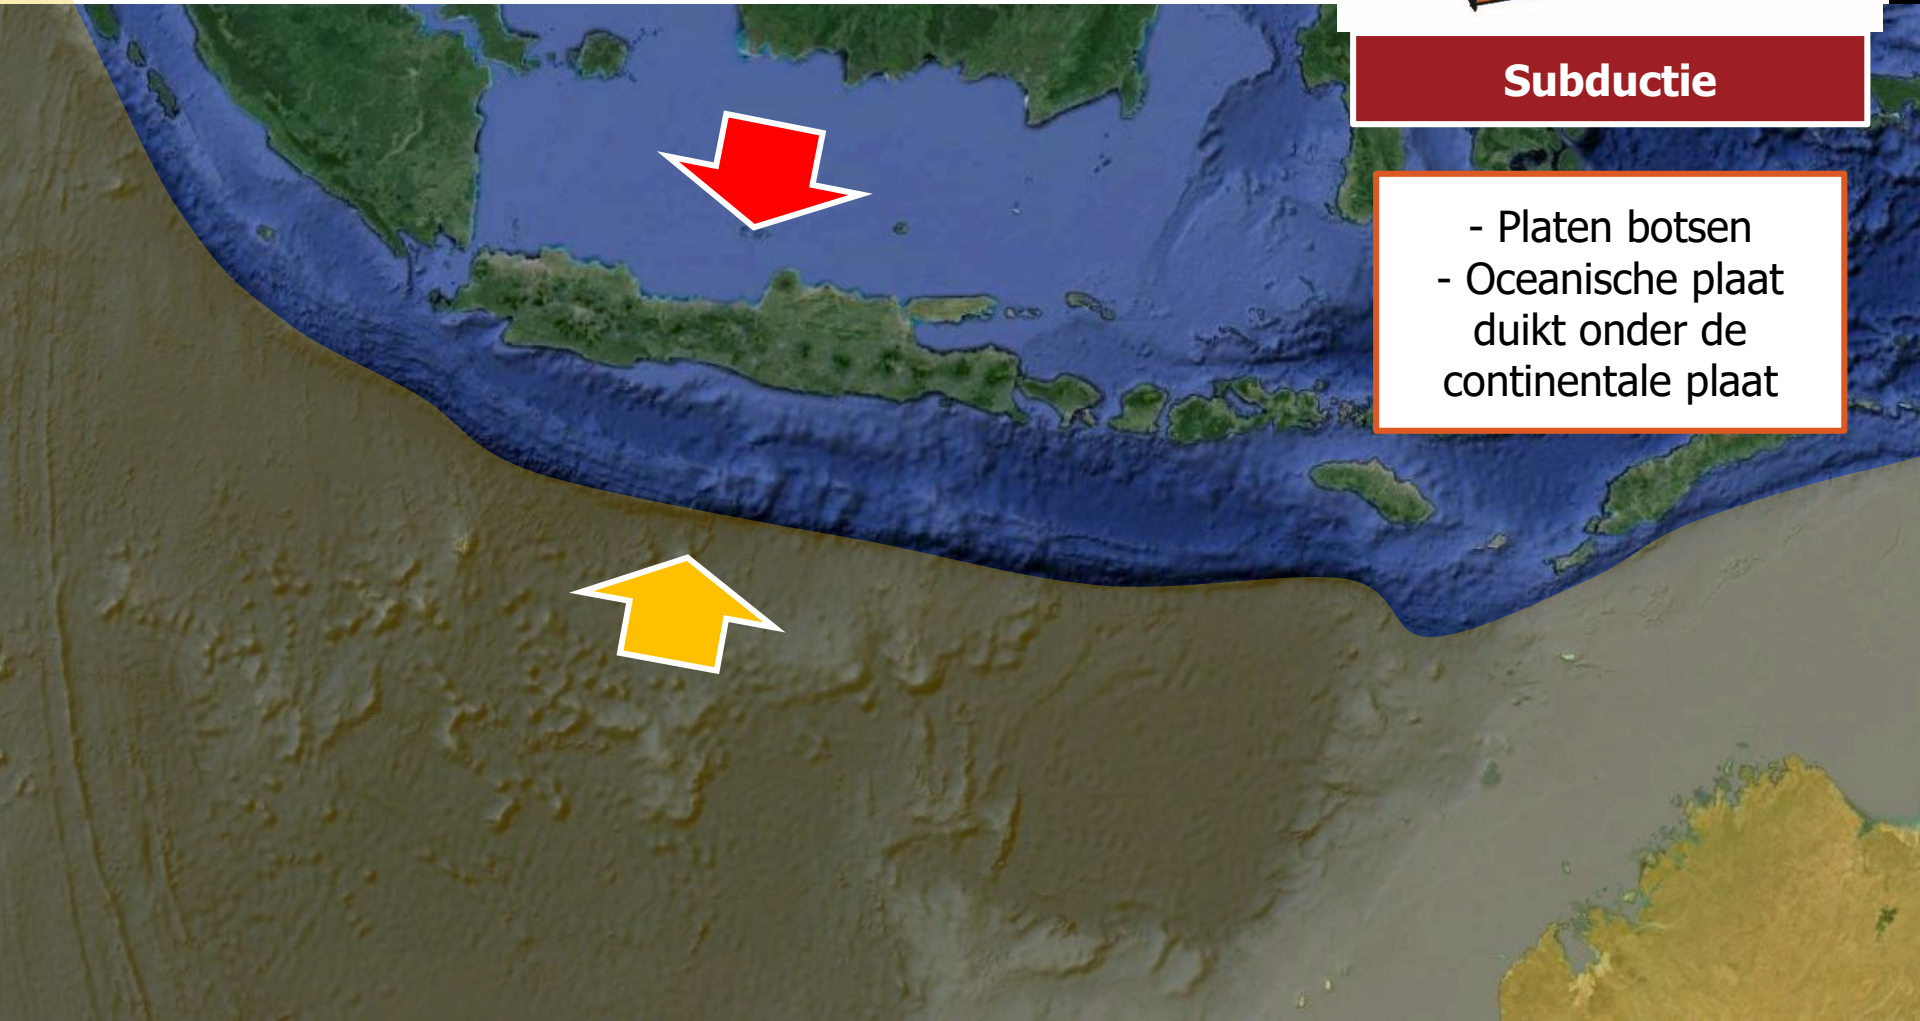 Subductie
- Platen botsen
- Oceanische plaat
duikt onder de
continentale plaat